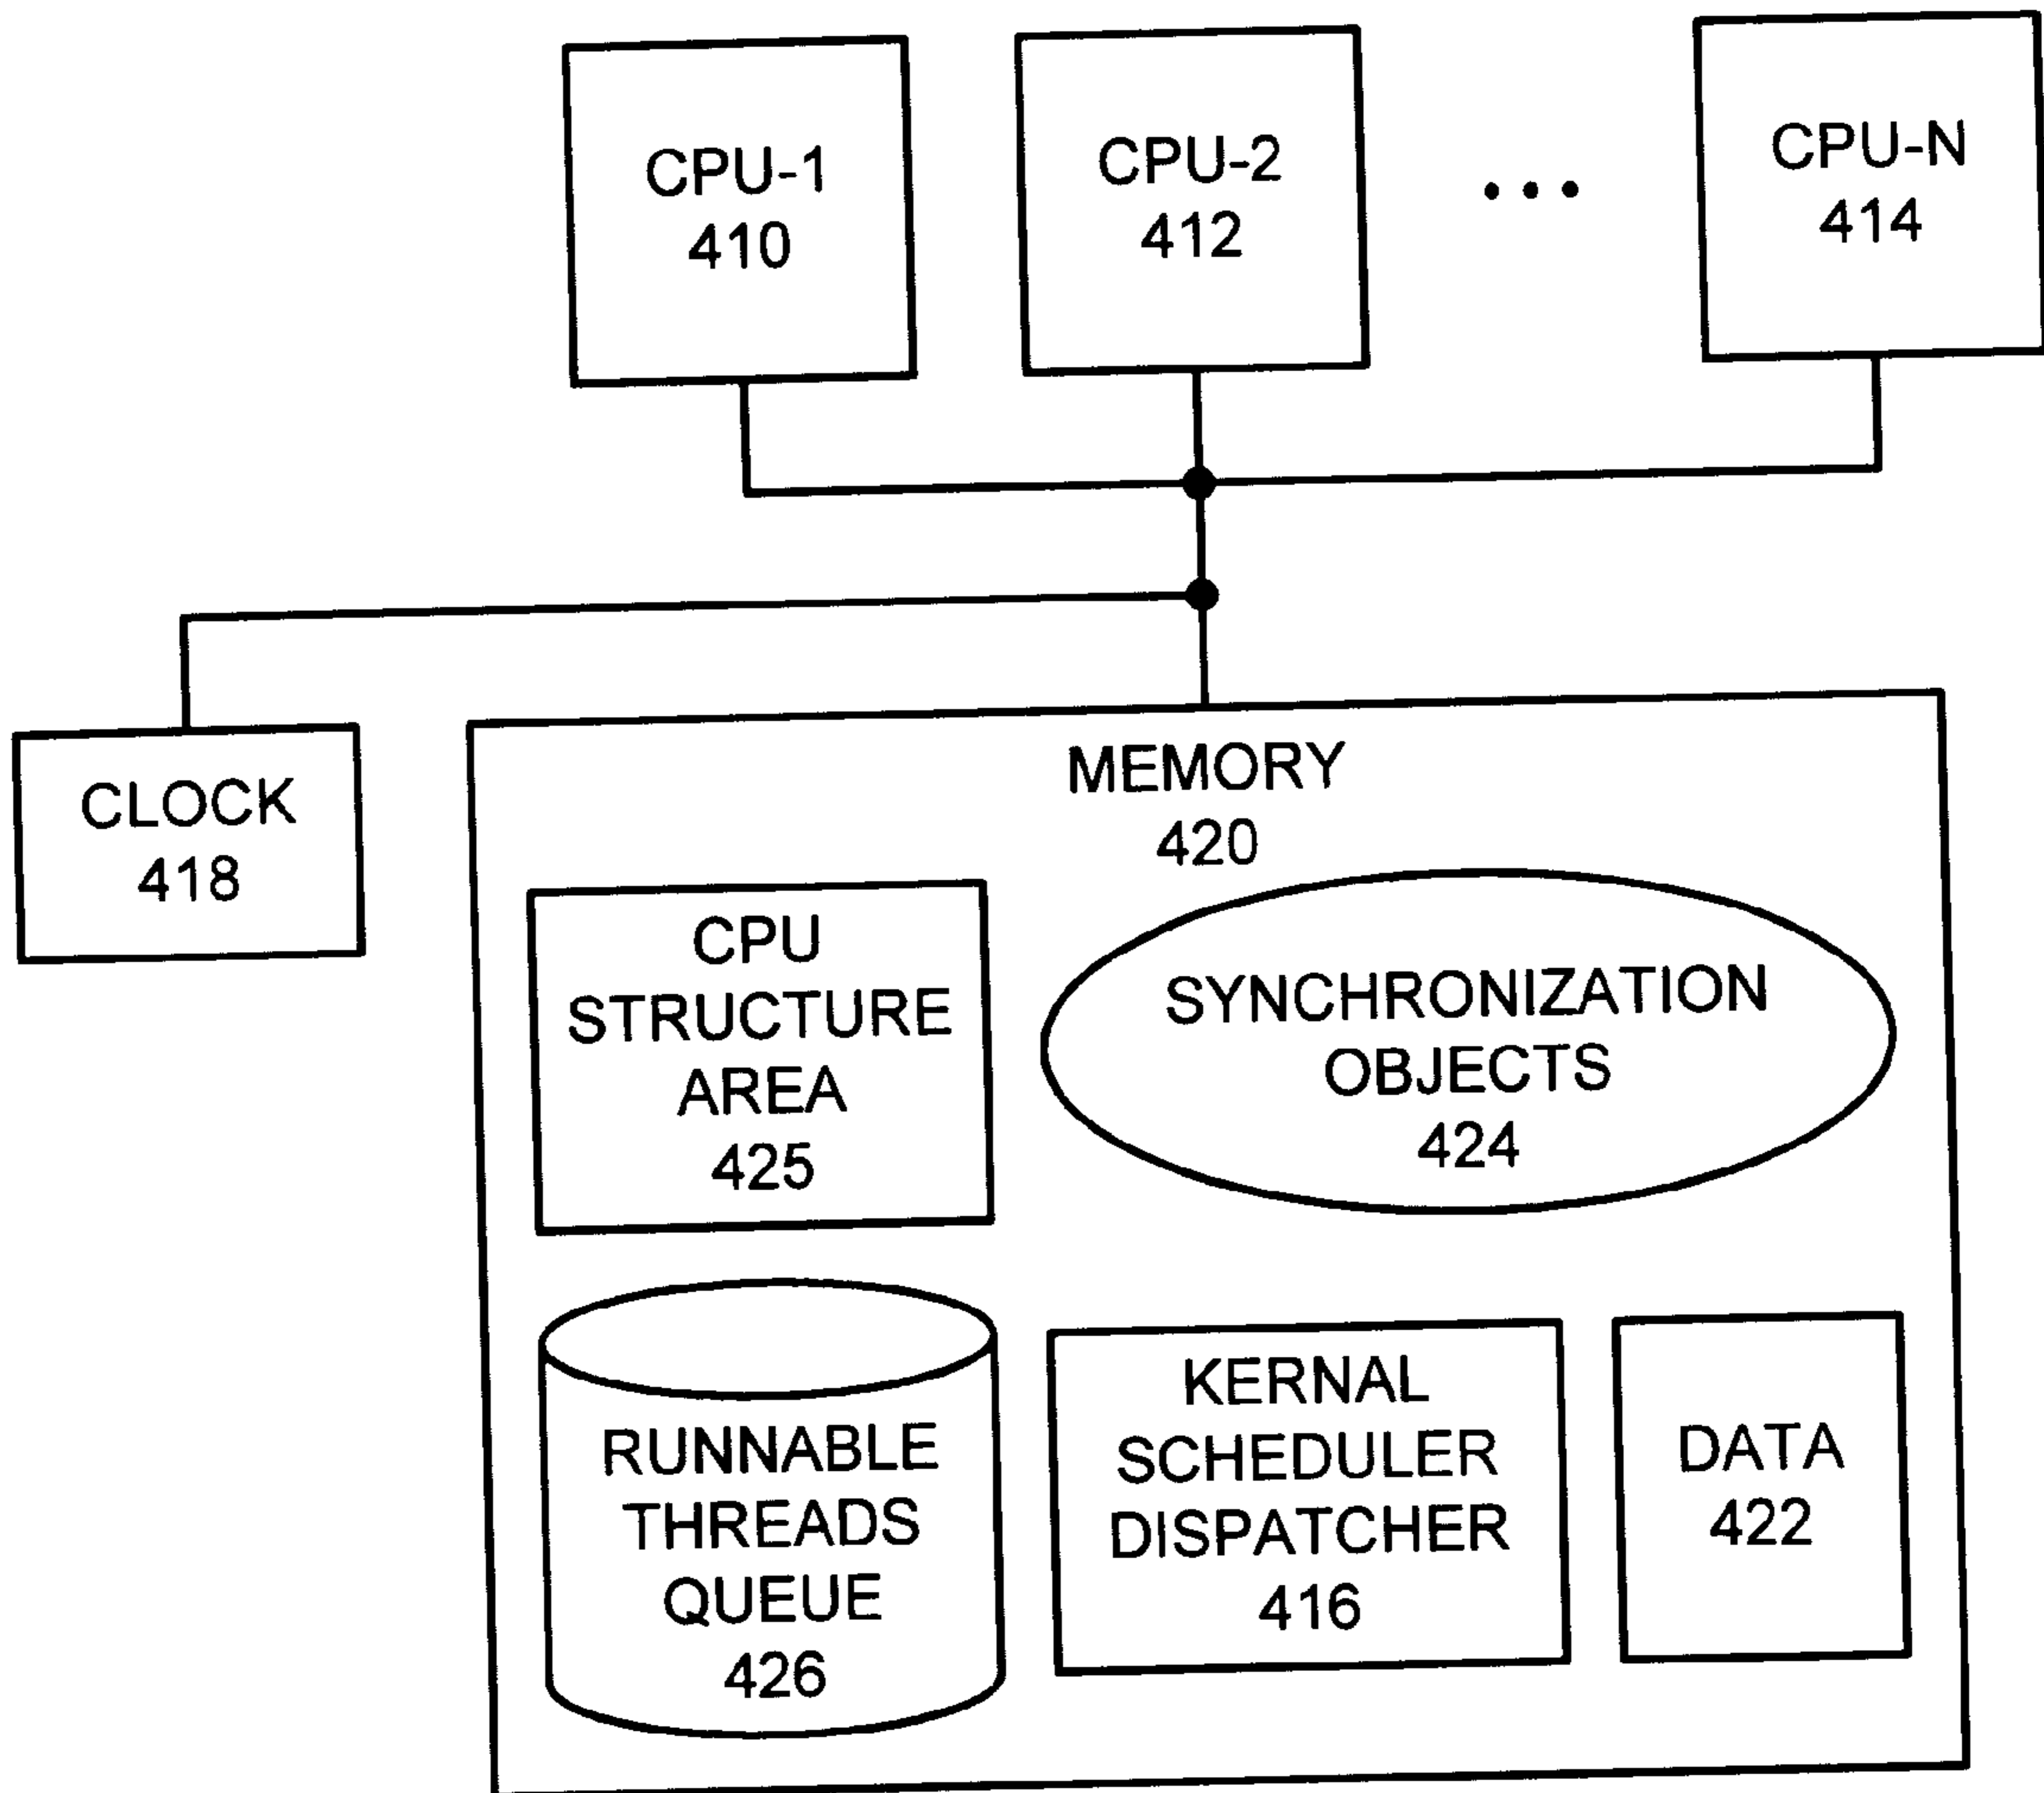 CPU-1
410
CPU-2
412
...
CPU-N
414
CLOCK
418
MEMORY
420
CPU
STRUCTURE
AREA
425
SYNCHRONIZATION
OBJECTS
424
RUNNABLE
THREADS
QUEUE
426
KERNAL
SCHEDULER
DISPATCHER
416
DATA
422